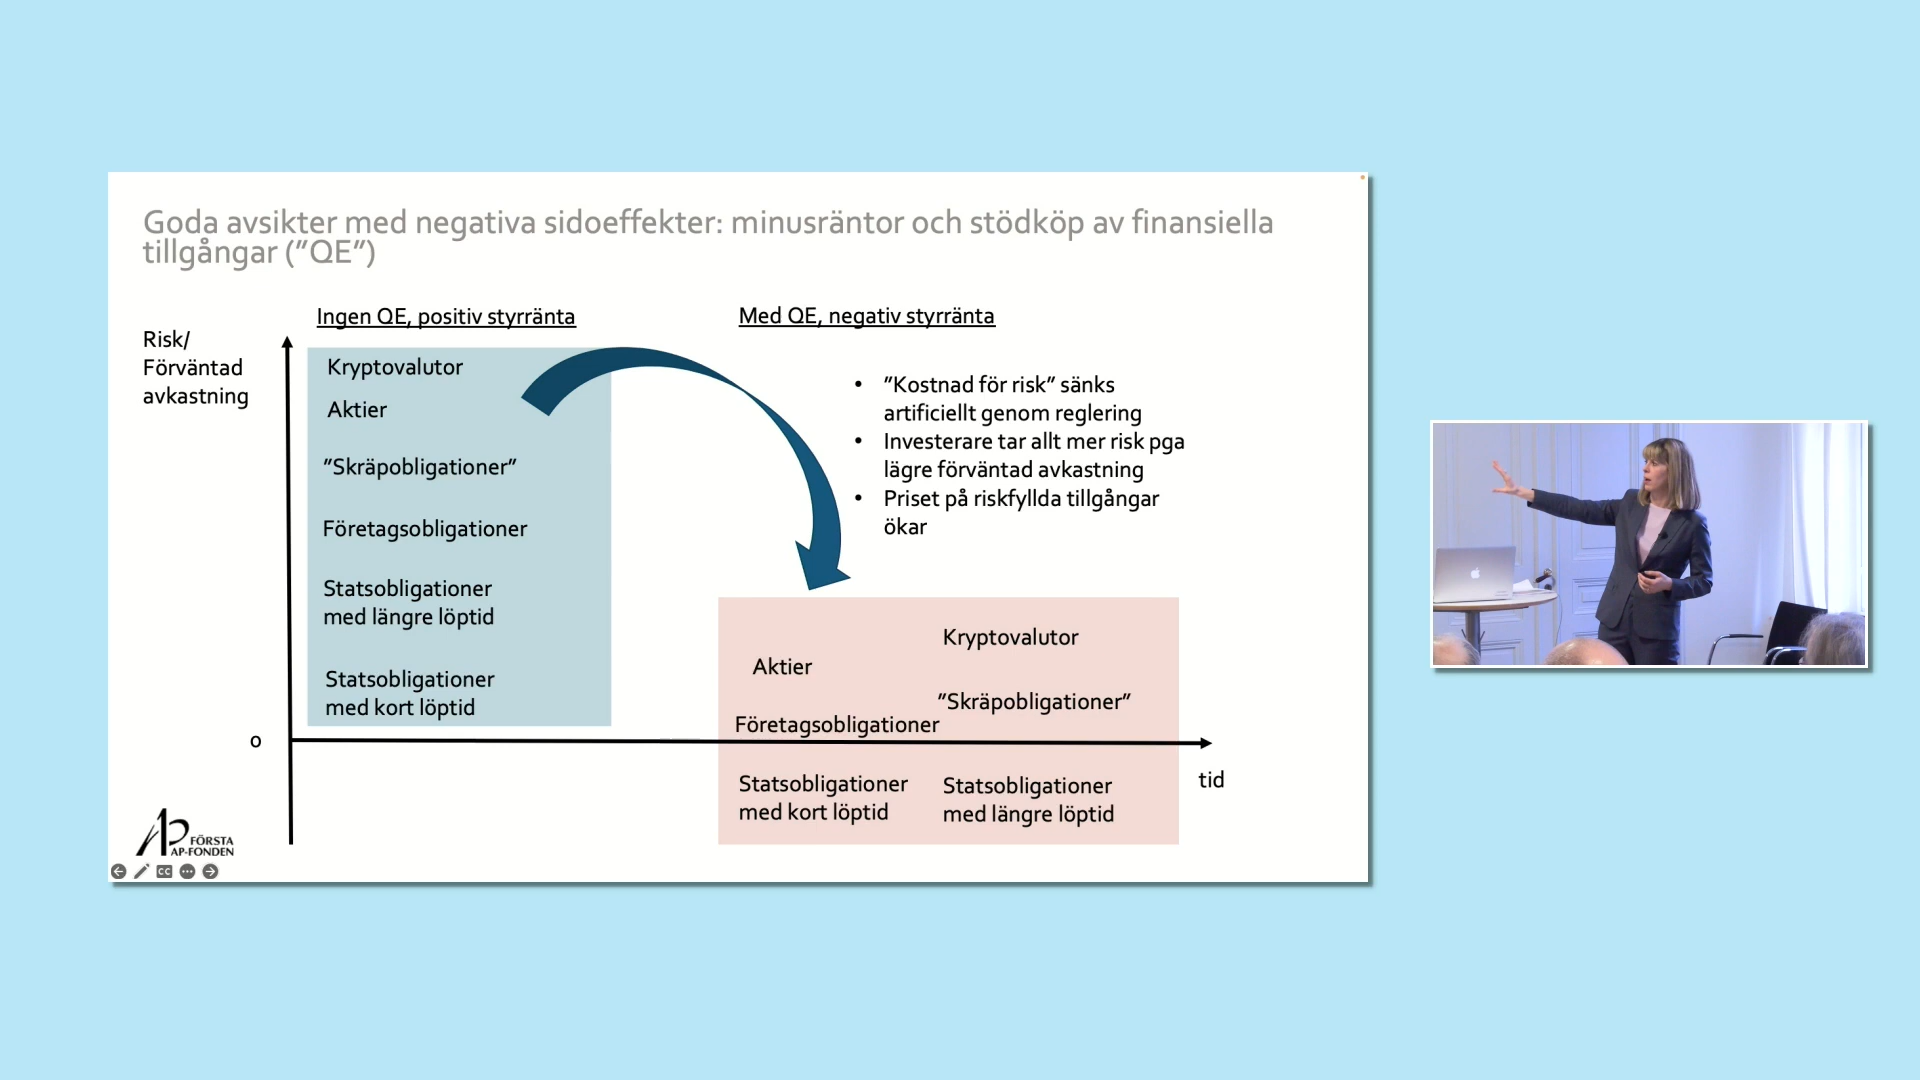 Goda avsikter med negativa sidoeffekter: minusräntor och stödköp av finansiella
tillgångar (”QE”)
Risk/
Förväntad
avkastning
Ingen QE, positiv styrränta
Kryptovalutor
Aktier
”Skräpobligationer”
Företagsobligationer
Statsobligationer
med längre löptid
Statsobligationer
med kort löptid
Med QE, negativ styrränta
• ”Kostnad för risk” sänks
artificiellt genom reglering
• Investerare tar allt mer risk pga
lägre förväntad avkastning
• Priset på riskfyllda tillgångar
ökar
Kryptovalutor
Aktier
”Skräpobligationer”
Företagsobligationer
0
Statsobligationer
med kort löptid
Statsobligationer
med längre löptid
tid
AP FÖRSTA
AP-FONDEN
CC